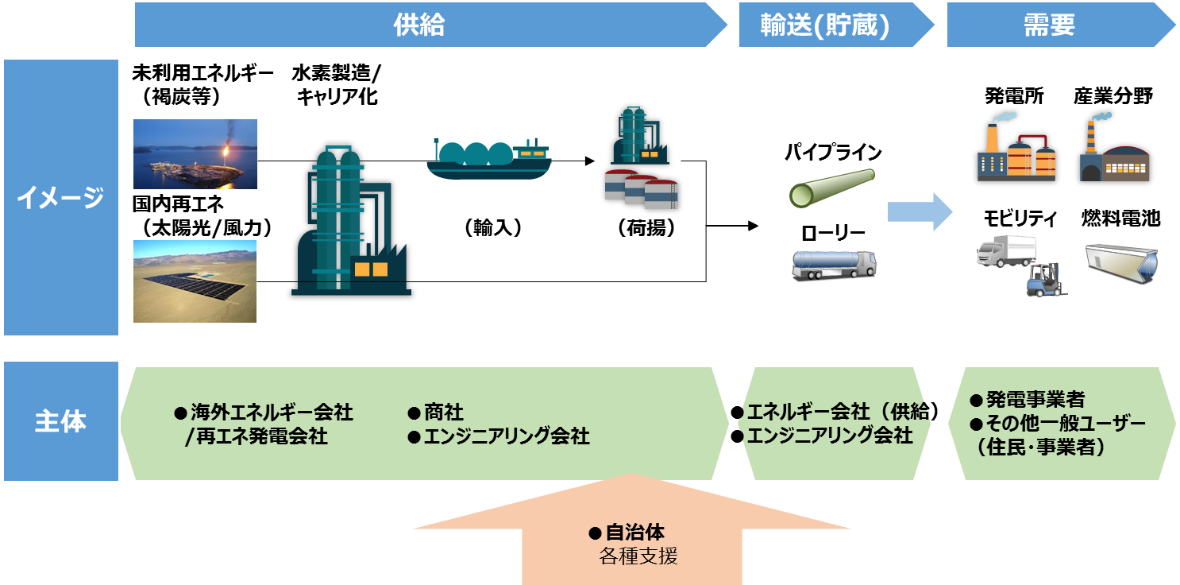 供給
輸送(貯蔵)
需要
イメージ
未利用エネルギー
（褐炭等）
水素製造/
キャリア化
国内再エネ
（太陽光/風力）
（輸入）
（荷揚）
パイプライン
ローリー
発電所
産業分野
モビリティ
燃料電池
主体
●海外エネルギー会社
/再エネ発電会社
●商社
●エンジニアリング会社
●エネルギー会社（供給）
●エンジニアリング会社
●発電事業者
●その他一般ユーザー
（住民・事業者）
●自治体
各種支援